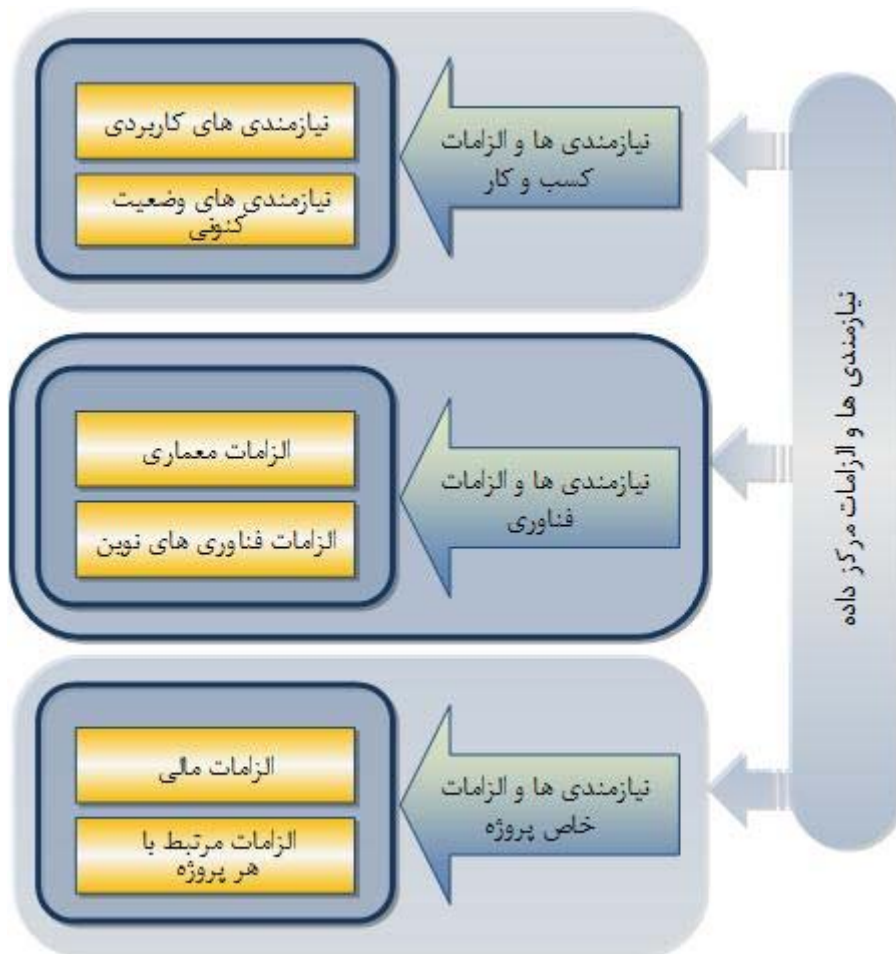 نیازمندی ها و الزامات مرکز داده
نیازمندی ها و الزامات
کسب و کار
نیازمندی های کاربردی
نیازمندی های وضعیت
کنونی
نیازمندی ها و الزامات
فناوری
الزامات معماری
الزامات فناوری های نوین
نیازمندی ها و الزامات
خاص پروژه
الزامات مالی
الزامات مرتبط با
هر پروژه